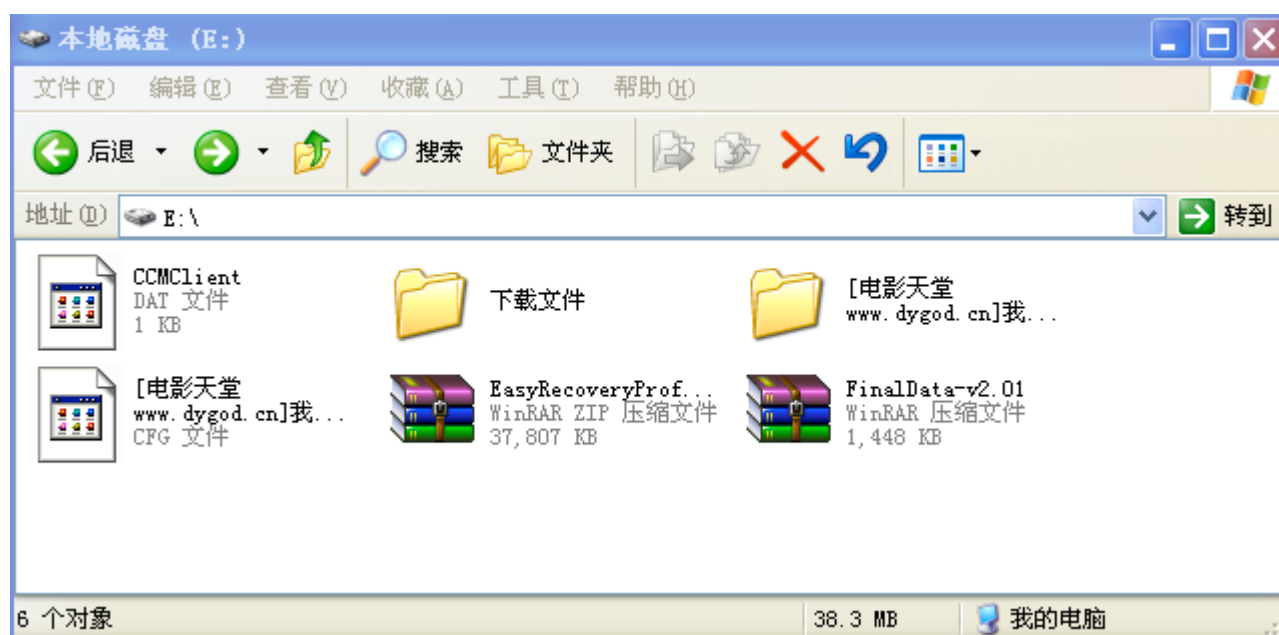 本地磁盘 (E:)
文件(F) 编辑(E) 查看(V) 收藏(A) 工具(T) 帮助(H)
后退 搜索 文件夹
地址(D) E:\ 转到
CCMClient
DAT 文件
1 KB
下载文件
[电影天堂
www.dygod.cn]我...
[电影天堂
www.dygod.cn]我...
CFG 文件
EasyRecoveryProf...
WinRAR ZIP 压缩文件
37,807 KB
FinalData-v2.01
WinRAR 压缩文件
1,448 KB
6 个对象 38.3 MB 我的电脑